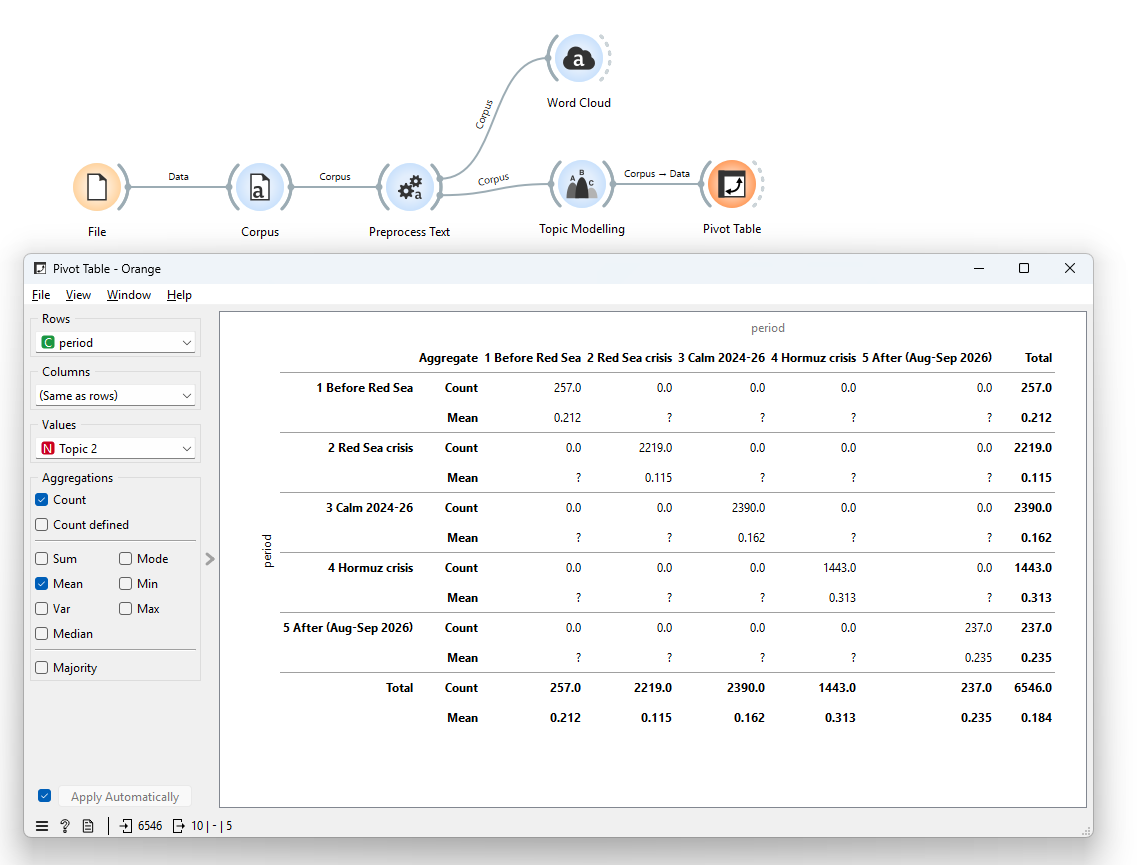 a
Word Cloud
Corpus
Data
Corpus
Corpus
Corpus → Data
a
a
A B C
File
Corpus
Preprocess Text
Topic Modelling
Pivot Table
Pivot Table - Orange
File View Window Help
Rows
C period
Columns
(Same as rows)
Values
N Topic 2
Aggregations
Count
Count defined
Sum Mode
Mean Min
Var Max
Median
Majority
Apply Automatically
period
Aggregate 1 Before Red Sea 2 Red Sea crisis 3 Calm 2024-26 4 Hormuz crisis 5 After (Aug-Sep 2026) Total
period
1 Before Red Sea Count 257.0 0.0 0.0 0.0 0.0 257.0
Mean 0.212 ? ? ? ? 0.212
2 Red Sea crisis Count 0.0 2219.0 0.0 0.0 0.0 2219.0
Mean ? 0.115 ? ? ? 0.115
3 Calm 2024-26 Count 0.0 0.0 2390.0 0.0 0.0 2390.0
Mean ? ? 0.162 ? ? 0.162
4 Hormuz crisis Count 0.0 0.0 0.0 1443.0 0.0 1443.0
Mean ? ? ? 0.313 ? 0.313
5 After (Aug-Sep 2026) Count 0.0 0.0 0.0 0.0 237.0 237.0
Mean ? ? ? ? 0.235 0.235
Total Count 257.0 2219.0 2390.0 1443.0 237.0 6546.0
Mean 0.212 0.115 0.162 0.313 0.235 0.184
? 6546 10 | - | 5